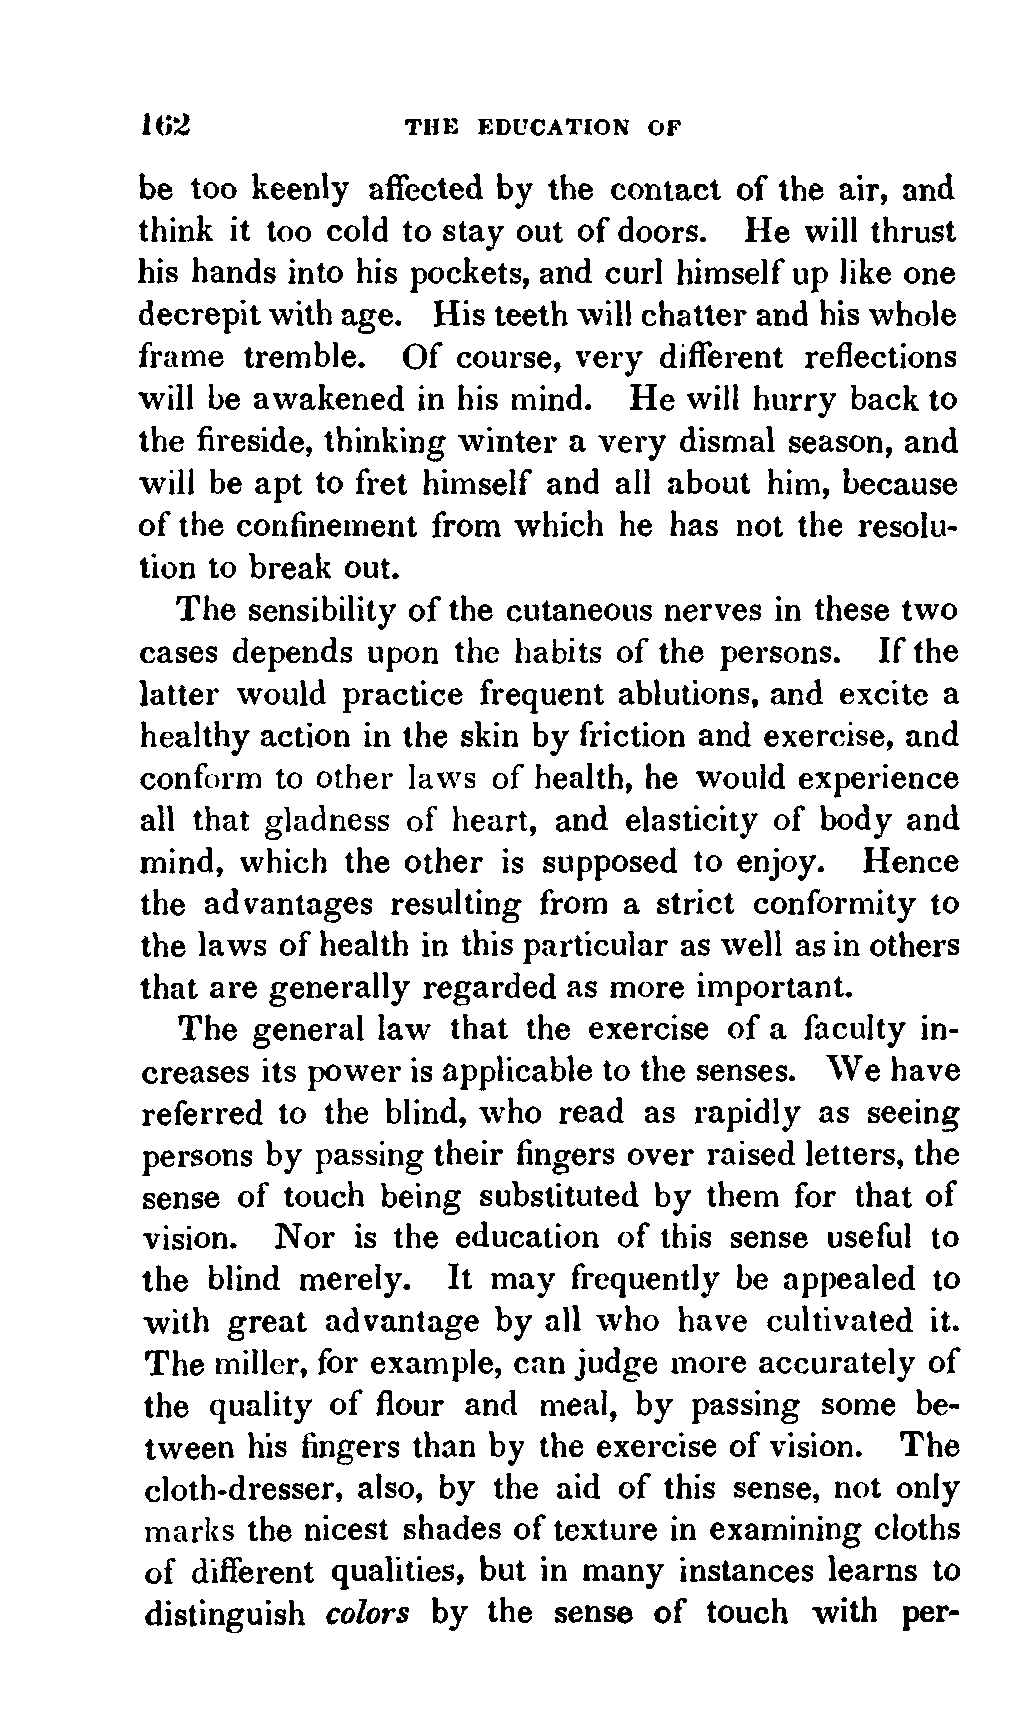 162 THE EDUCATION OF
be too keenly affected by the contact of the air, and
think it too cold to stay out of doors. He will thrust
his hands into his pockets, and curl himself up like one
decrepit with age. His teeth will chatter and his whole
frame tremble. Of course, very different reflections
will be awakened in his mind. He will hurry back to
the fireside, thinking winter a very dismal season, and
will be apt to fret himself and all about him, because
of the confinement from which he has not the resolu-
tion to break out.
The sensibility of the cutaneous nerves in these two
cases depends upon the habits of the persons. If the
latter would practice frequent ablutions, and excite a
healthy action in the skin by friction and exercise, and
conform to other laws of health, he would experience
all that gladness of heart, and elasticity of body and
mind, which the other is supposed to enjoy. Hence
the advantages resulting from a strict conformity to
the laws of health in this particular as well as in others
that are generally regarded as more important.
The general law that the exercise of a faculty in-
creases its power is applicable to the senses. We have
referred to the blind, who read as rapidly as seeing
persons by passing their fingers over raised letters, the
sense of touch being substituted by them for that of
vision. Nor is the education of this sense useful to
the blind merely. It may frequently be appealed to
with great advantage by all who have cultivated it.
The miller, for example, can judge more accurately of
the quality of flour and meal, by passing some be-
tween his fingers than by the exercise of vision. The
cloth-dresser, also, by the aid of this sense, not only
marks the nicest shades of texture in examining cloths
of different qualities, but in many instances learns to
distinguish colors by the sense of touch with per-